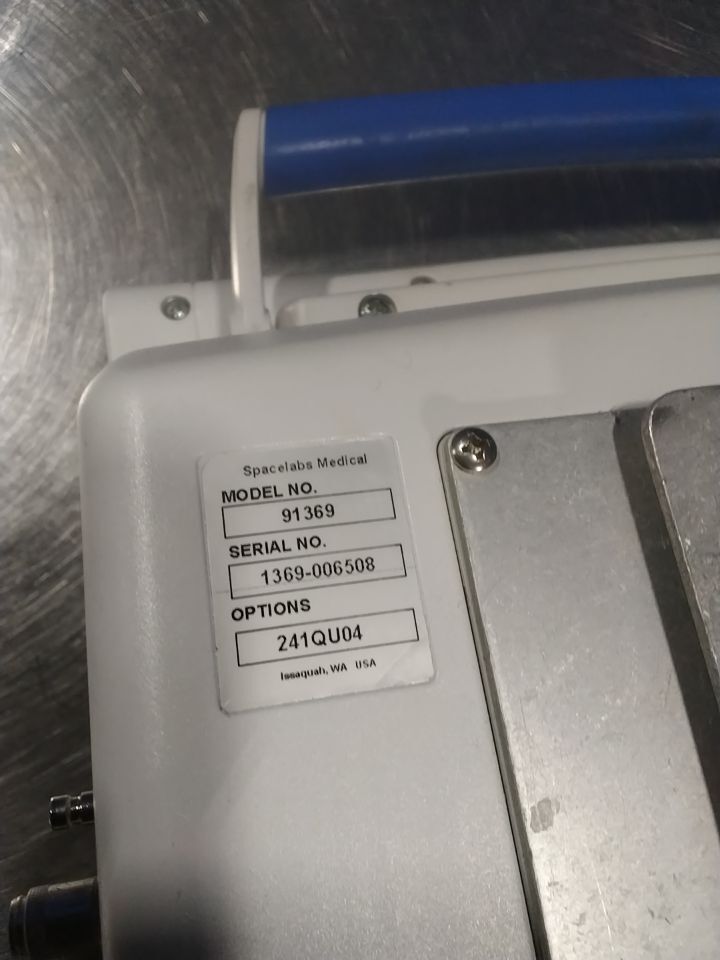 Spacelabs Medical
MODEL NO.
91369
SERIAL NO.
1369-006508
OPTIONS
241QU04
Issaquah, WA USA